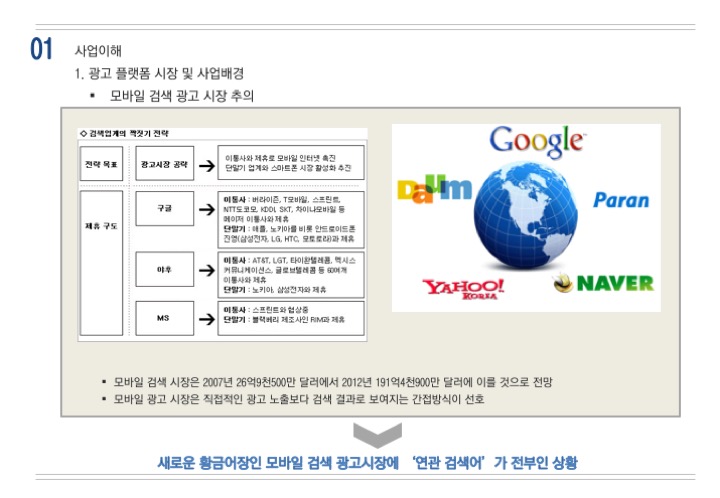 01
사업이해
1. 광고 플랫폼 시장 및 사업배경
▪ 모바일 검색 광고 시장 추의
◇ 검색업계의 짝짓기 전략
전략 목표
광고시장 공략
이통사와 제휴로 모바일 인터넷 촉진
단말기 업계와 스마트폰 시장 활성화 추진
제휴 구도
구글
이통사 : 버라이존, T모바일, 스프린트,
NTT도코모, KDDI, SKT, 차이나모바일 등
메이저 이통사와 제휴
단말기 : 애플, 노키아를 비롯 안드로이드폰
진영(삼성전자, LG, HTC, 모토로라)과 제휴
야후
이통사 : AT&T, LGT, 타이완텔레콤, 맥시스
커뮤니케이션스, 글로브텔레콤 등 60여개
이통사와 제휴
단말기 : 노키아, 삼성전자와 제휴
MS
이통사 : 스프린트와 협상중
단말기 : 블랙베리 제조사인 RIM과 제휴
Google
Daum
Paran
YAHOO!
KOREA
NAVER
▪ 모바일 검색 시장은 2007년 26억9천500만 달러에서 2012년 191억4천900만 달러에 이를 것으로 전망
▪ 모바일 광고 시장은 직접적인 광고 노출보다 검색 결과로 보여지는 간접방식이 선호
새로운 황금어장인 모바일 검색 광고시장에 ‘연관 검색어’가 전부인 상황